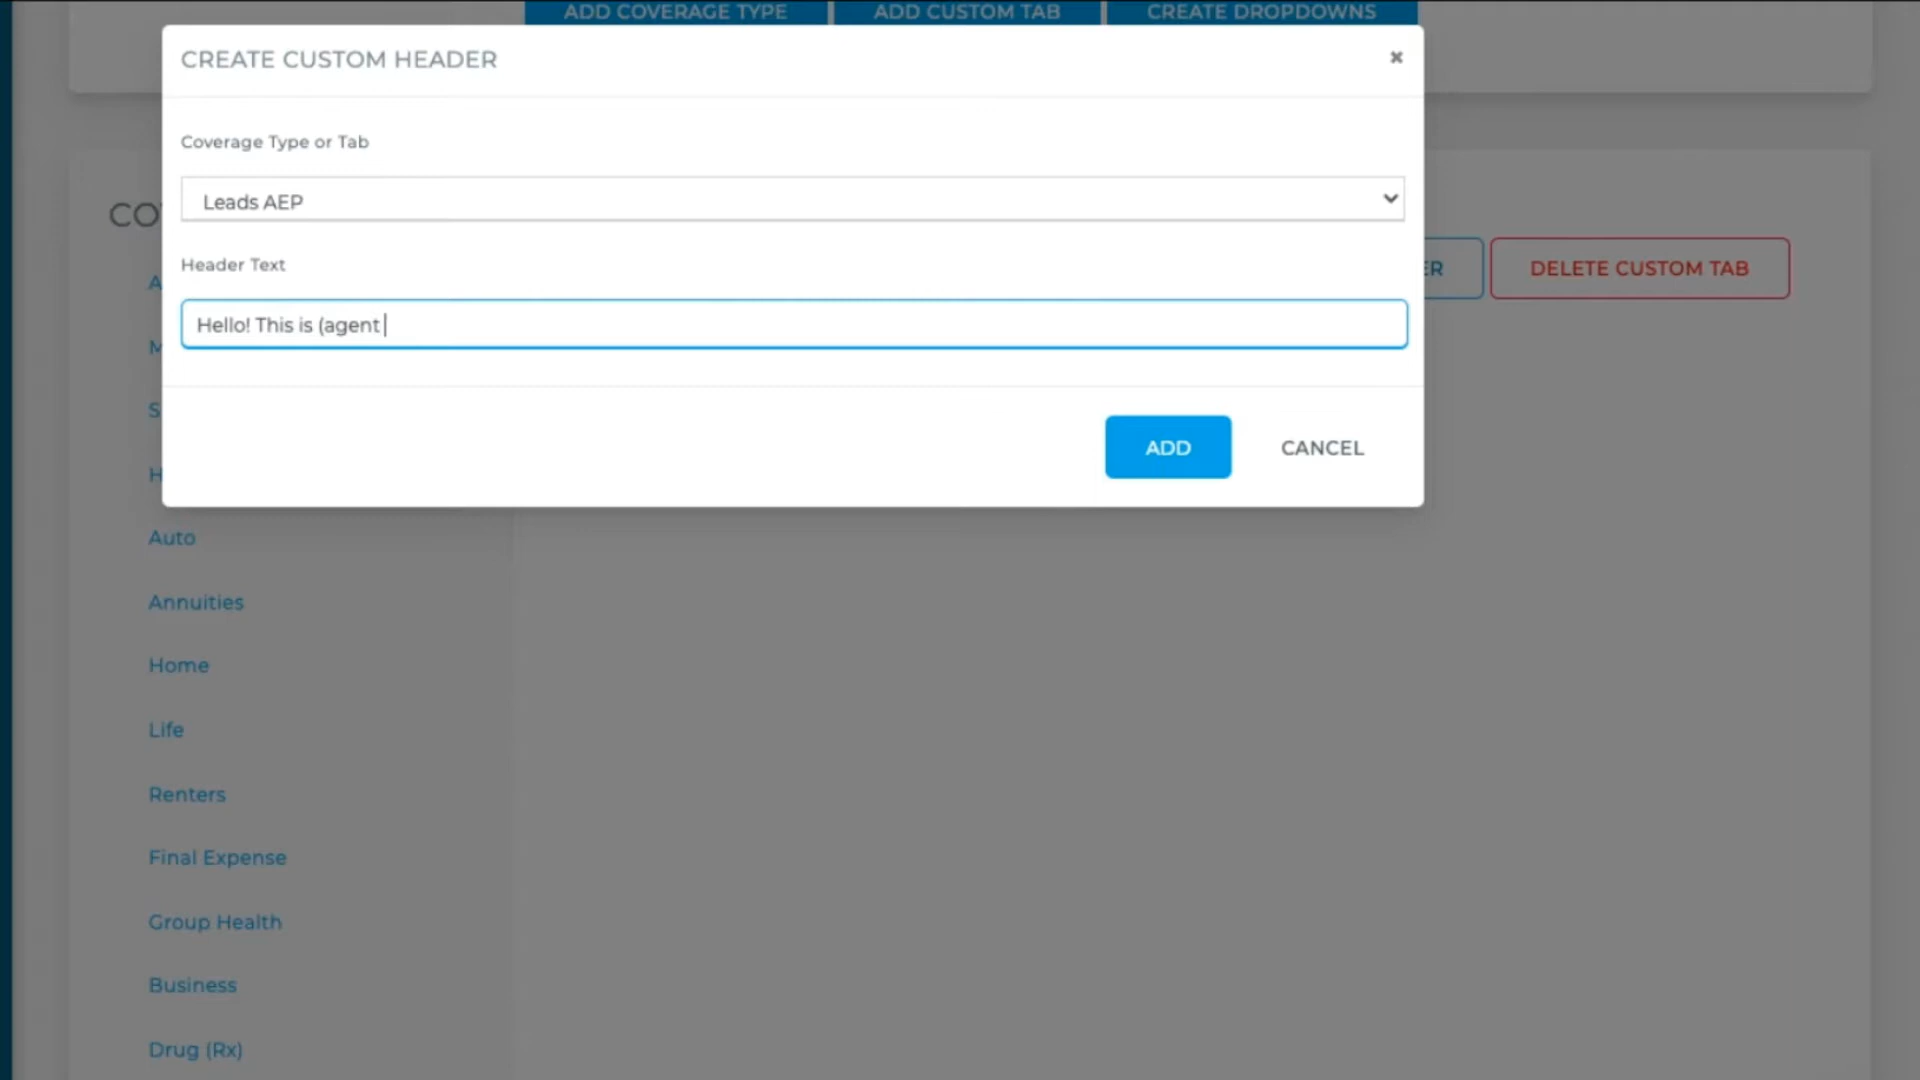 ADD COVERAGE TYPE
ADD CUSTOM TAB
CREATE DROPDOWNS
CREATE CUSTOM HEADER
Coverage Type or Tab
Leads AEP
Header Text
Hello! This is (agent
ADD
CANCEL
DELETE CUSTOM TAB
Auto
Annuities
Home
Life
Renters
Final Expense
Group Health
Business
Drug (Rx)